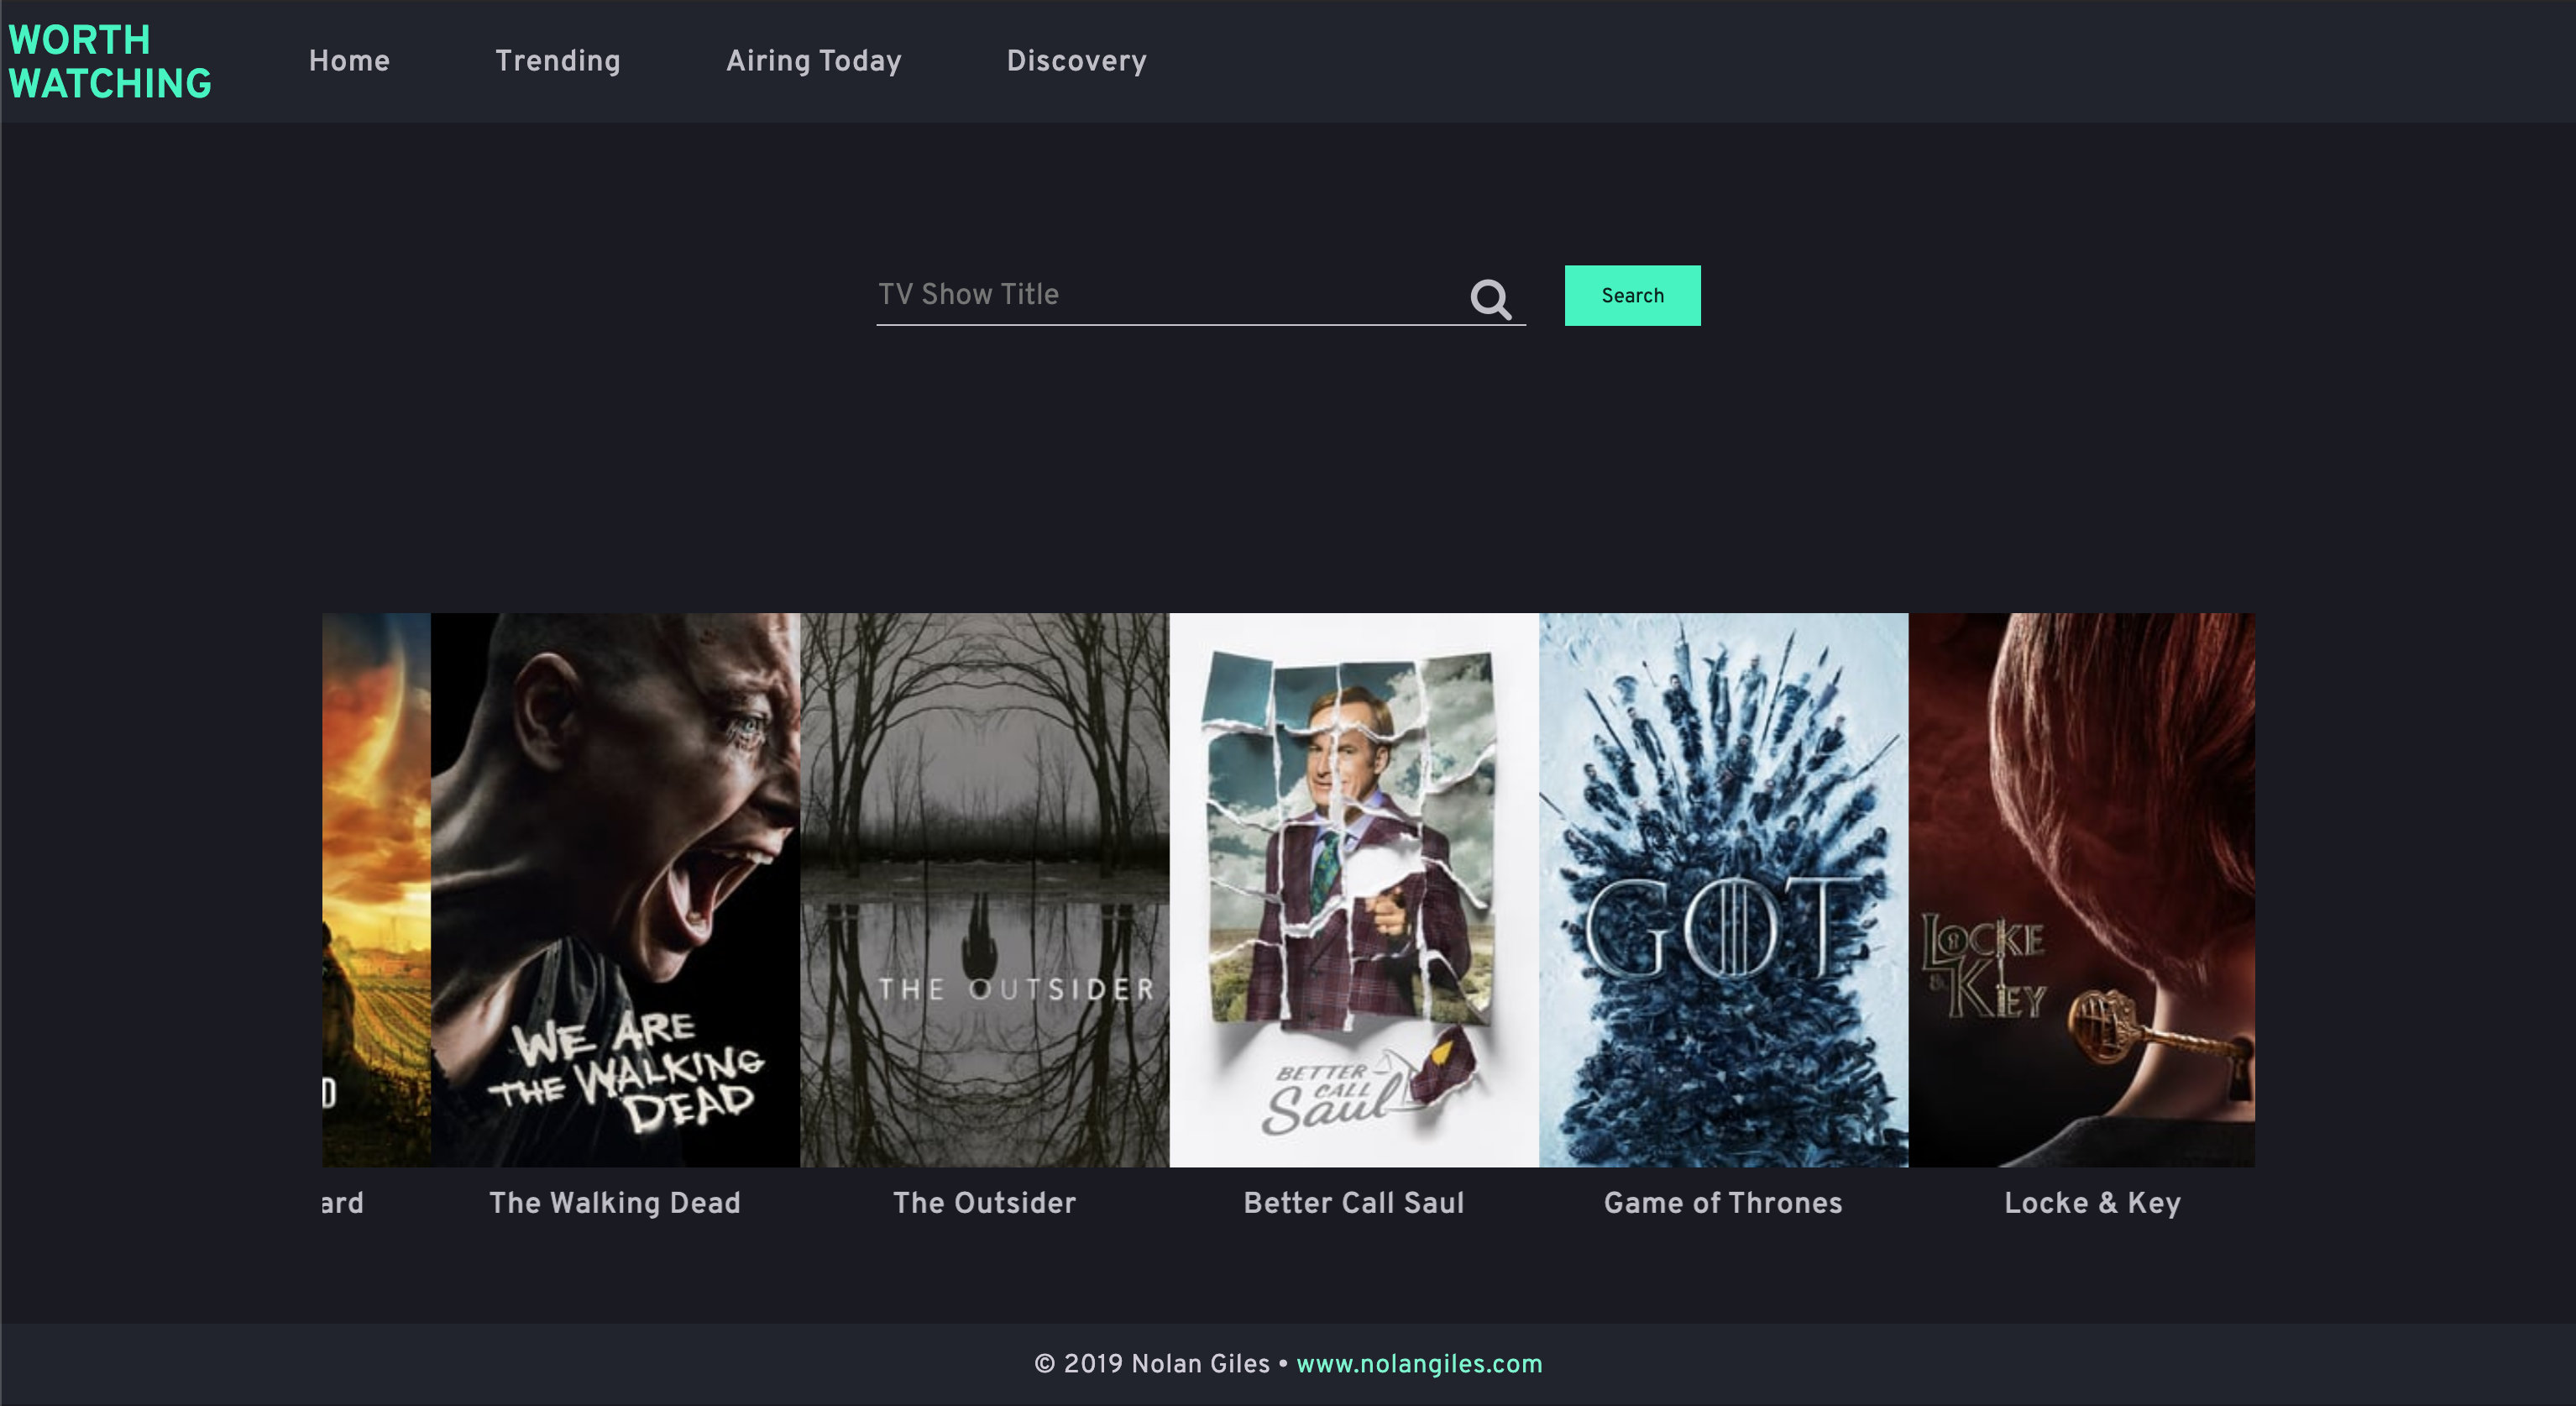 WORTH
WATCHING
Home Trending Airing Today Discovery
TV Show Title
Search
D
WE ARE
THE WALKING
DEAD
THE OUTSIDER
BETTER
CALL
Saul
GOT
LOCKE
& KEY
ard The Walking Dead The Outsider Better Call Saul Game of Thrones Locke & Key
© 2019 Nolan Giles • www.nolangiles.com